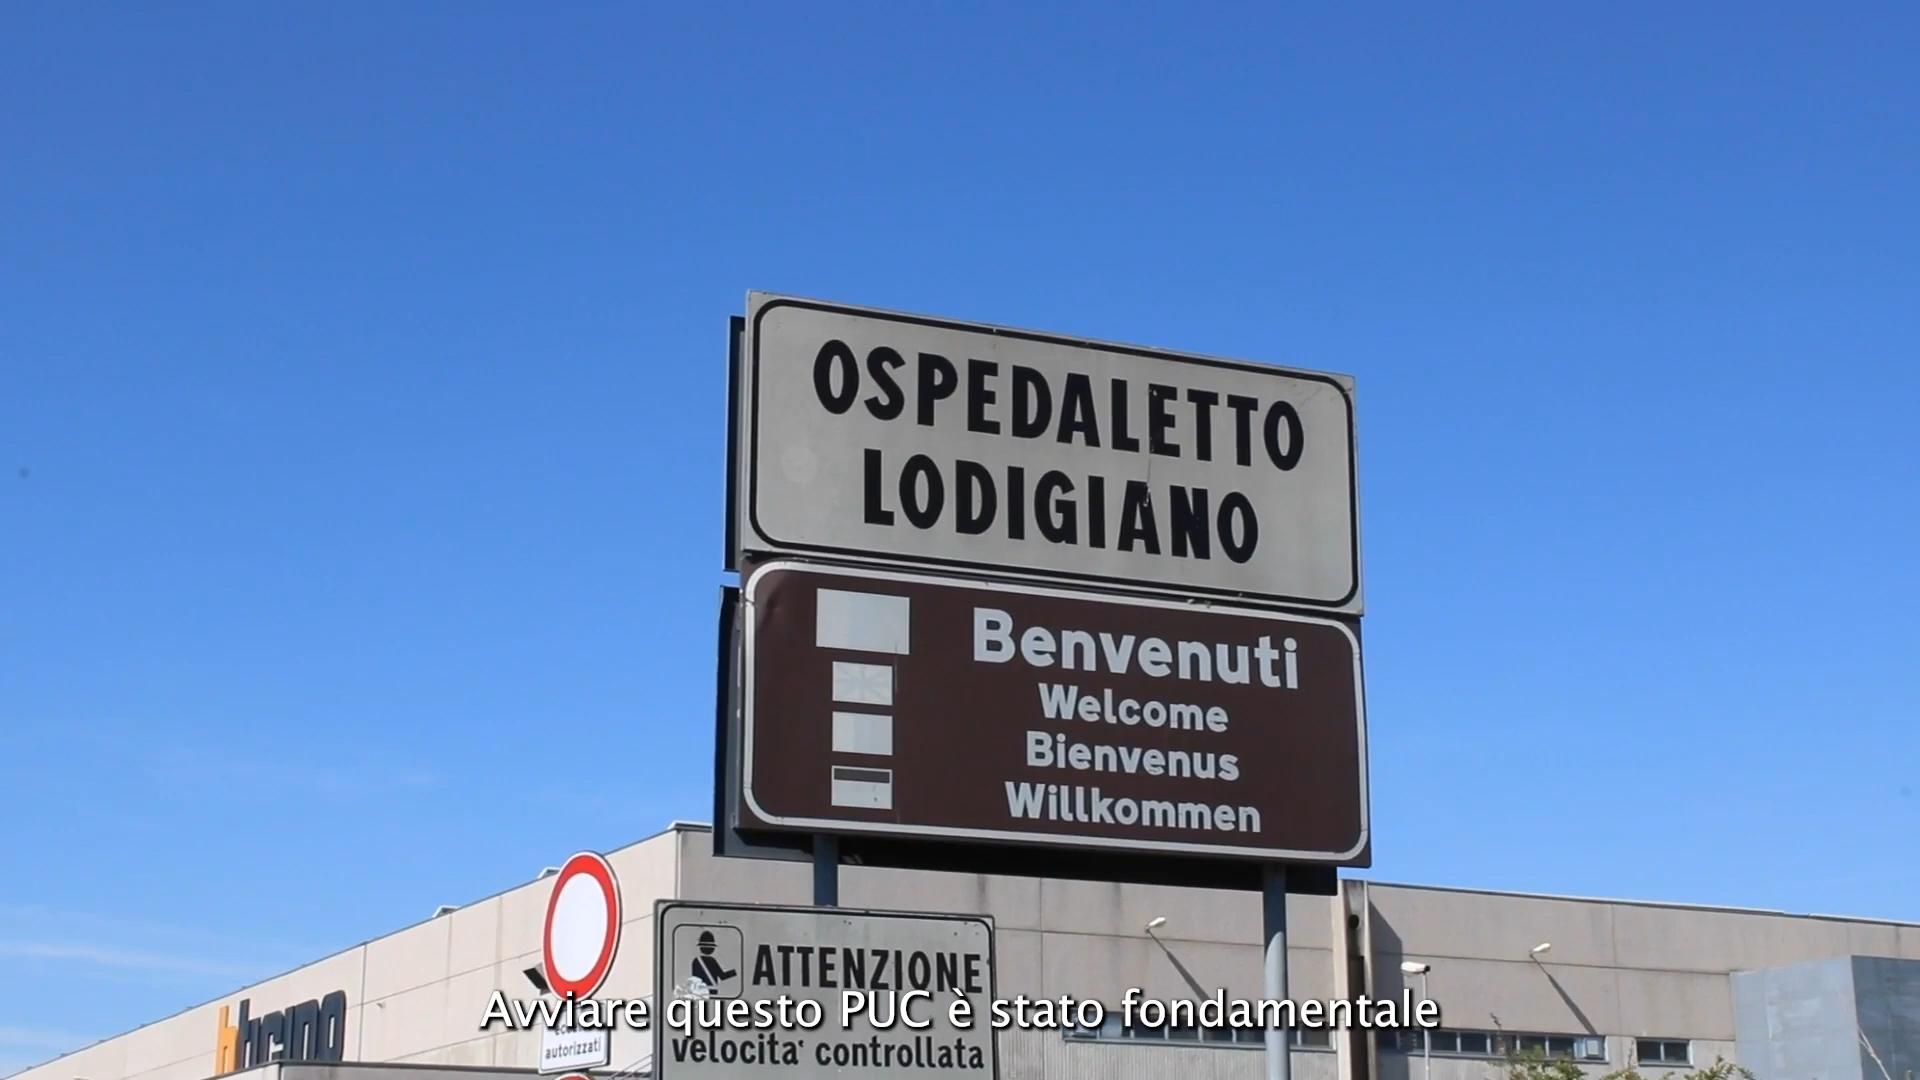 OSPEDALETTO
LODIGIANO
Benvenuti
Welcome
Bienvenus
Willkommen
ATTENZIONE
Avviare questo PUC è stato fondamentale
velocita' controllata
autorizzati